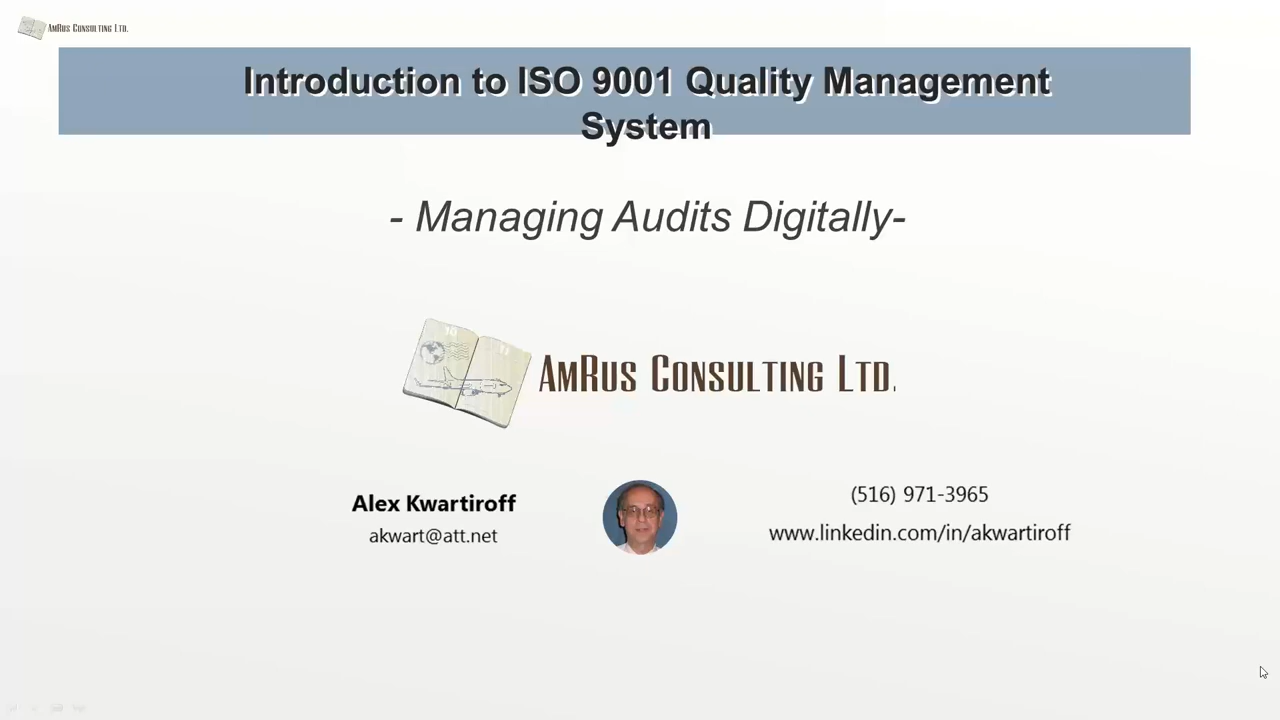 AMRUS CONSULTING LTD.
Introduction to ISO 9001 Quality Management
System
- Managing Audits Digitally-
AMRUS CONSULTING LTD.
Alex Kwartiroff
akwart@att.net
(516) 971-3965
www.linkedin.com/in/akwartiroff